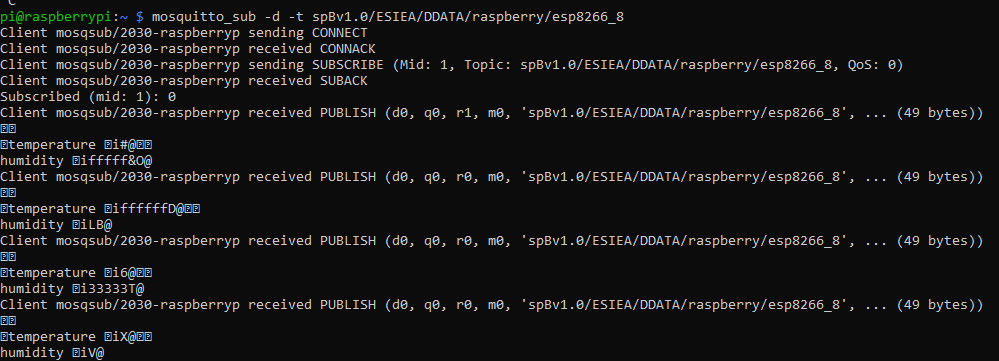 C
pi@raspberrypi:~ $ mosquitto_sub -d -t spBv1.0/ESIEA/DDATA/raspberry/esp8266_8
Client mosqsub/2030-raspberryp sending CONNECT
Client mosqsub/2030-raspberryp received CONNACK
Client mosqsub/2030-raspberryp sending SUBSCRIBE (Mid: 1, Topic: spBv1.0/ESIEA/DDATA/raspberry/esp8266_8, QoS: 0)
Client mosqsub/2030-raspberryp received SUBACK
Subscribed (mid: 1): 0
Client mosqsub/2030-raspberryp received PUBLISH (d0, q0, r1, m0, 'spBv1.0/ESIEA/DDATA/raspberry/esp8266_8', ... (49 bytes))
⍰⍰
⍰temperature ⍰i#@⍰⍰
humidity ⍰ifffff&O@
Client mosqsub/2030-raspberryp received PUBLISH (d0, q0, r0, m0, 'spBv1.0/ESIEA/DDATA/raspberry/esp8266_8', ... (49 bytes))
⍰⍰
⍰temperature ⍰iffffffD@⍰⍰
humidity ⍰iLB@
Client mosqsub/2030-raspberryp received PUBLISH (d0, q0, r0, m0, 'spBv1.0/ESIEA/DDATA/raspberry/esp8266_8', ... (49 bytes))
⍰⍰
⍰temperature ⍰i6@⍰⍰
humidity ⍰i33333T@
Client mosqsub/2030-raspberryp received PUBLISH (d0, q0, r0, m0, 'spBv1.0/ESIEA/DDATA/raspberry/esp8266_8', ... (49 bytes))
⍰⍰
⍰temperature ⍰iX@⍰⍰
humidity ⍰iV@